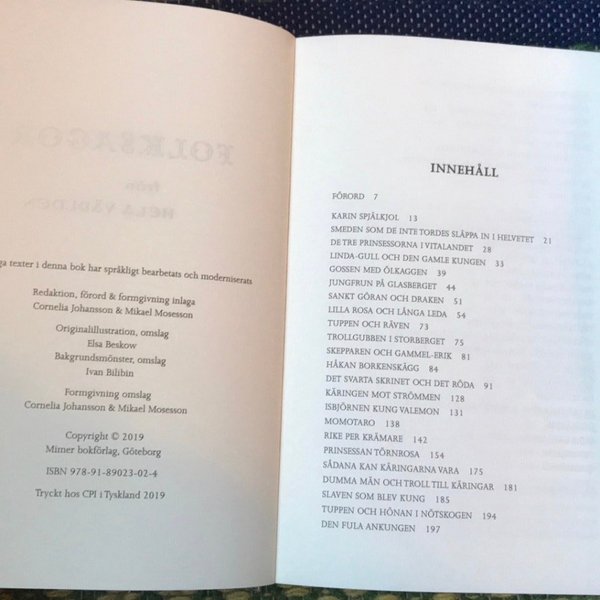 FOLKSAGOR
från
HELA VÄRLDEN
texter i denna bok har språkligt bearbetats och moderniserats
Redaktion, förord & formgivning inlaga
Cornelia Johansson & Mikael Mosesson
Originalillustration, omslag
Elsa Beskow
Bakgrundsmönster, omslag
Ivan Bilibin
Formgivning omslag
Cornelia Johansson & Mikael Mosesson
Copyright © 2019
Mimer bokförlag, Göteborg
ISBN 978-91-89023-02-4
Tryckt hos CPI i Tyskland 2019
INNEHÅLL
FÖRORD 7
KARIN SPJÄLKJOL 13
SMEDEN SOM DE INTE TORDES SLÄPPA IN I HELVETET 21
DE TRE PRINSESSORNA I VITALANDET 28
LINDA-GULL OCH DEN GAMLE KUNGEN 33
GOSSEN MED ÖLKAGGEN 39
JUNGFRUN PÅ GLASBERGET 44
SANKT GÖRAN OCH DRAKEN 51
LILLA ROSA OCH LÅNGA LEDA 54
TUPPEN OCH RÄVEN 73
TROLLGUBBEN I STORBERGET 75
SKEPPAREN OCH GAMMEL-ERIK 81
HÅKAN BORKENSKÄGG 84
DET SVARTA SKRINET OCH DET RÖDA 91
KÄRINGEN MOT STRÖMMEN 128
ISBJÖRNEN KUNG VALEMON 131
MOMOTARO 138
RIKE PER KRÄMARE 142
PRINSESSAN TÖRNROSA 154
SÅDANA KAN KÄRINGARNA VARA 175
DUMMA MÄN OCH TROLL TILL KÄRINGAR 181
SLAVEN SOM BLEV KUNG 185
TUPPEN OCH HÖNAN I NÖTSKOGEN 194
DEN FULA ANKUNGEN 197